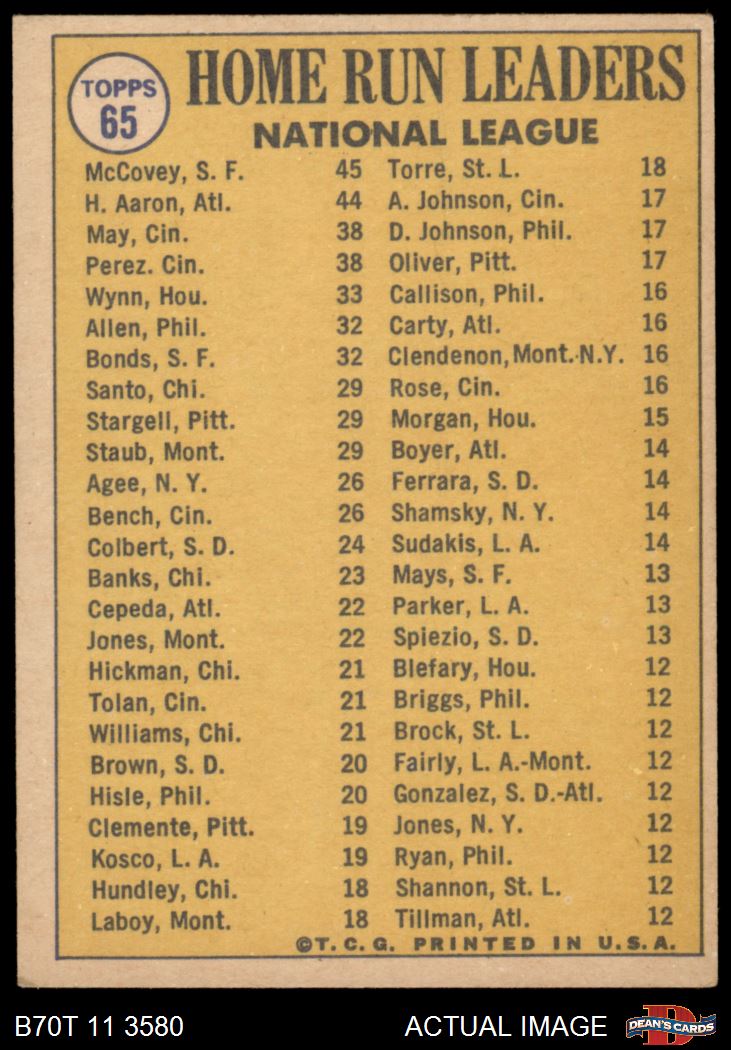 TOPPS
65
HOME RUN LEADERS
NATIONAL LEAGUE
McCovey, S. F. 45
H. Aaron, Atl. 44
May, Cin. 38
Perez. Cin. 38
Wynn, Hou. 33
Allen, Phil. 32
Bonds, S. F. 32
Santo, Chi. 29
Stargell, Pitt. 29
Staub, Mont. 29
Agee, N. Y. 26
Bench, Cin. 26
Colbert, S. D. 24
Banks, Chi. 23
Cepeda, Atl. 22
Jones, Mont. 22
Hickman, Chi. 21
Tolan, Cin. 21
Williams, Chi. 21
Brown, S. D. 20
Hisle, Phil. 20
Clemente, Pitt. 19
Kosco, L. A. 19
Hundley, Chi. 18
Laboy, Mont. 18
Torre, St. L. 18
A. Johnson, Cin. 17
D. Johnson, Phil. 17
Oliver, Pitt. 17
Callison, Phil. 16
Carty, Atl. 16
Clendenon, Mont.-N.Y. 16
Rose, Cin. 16
Morgan, Hou. 15
Boyer, Atl. 14
Ferrara, S. D. 14
Shamsky, N. Y. 14
Sudakis, L. A. 14
Mays, S. F. 13
Parker, L. A. 13
Spiezio, S. D. 13
Blefary, Hou. 12
Briggs, Phil. 12
Brock, St. L. 12
Fairly, L. A.-Mont. 12
Gonzalez, S. D.-Atl. 12
Jones, N. Y. 12
Ryan, Phil. 12
Shannon, St. L. 12
Tillman, Atl. 12
©T. C. G. PRINTED IN U.S.A.
B70T 11 3580 ACTUAL IMAGE
D
DEAN'S CARDS